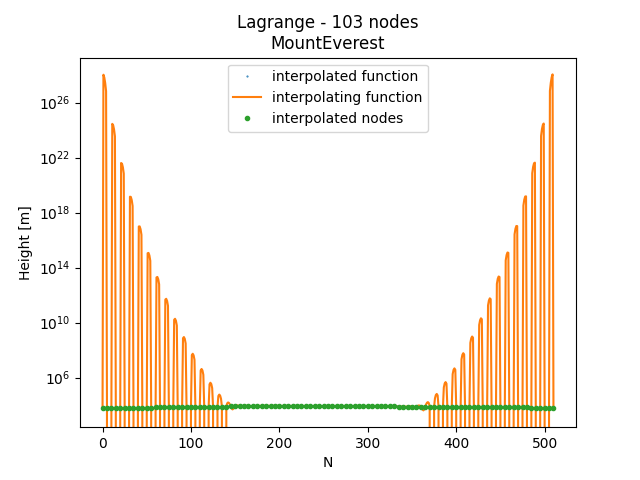 Lagrange - 103 nodes
MountEverest
interpolated function
interpolating function
interpolated nodes
Height [m]
10^26
10^22
10^18
10^14
10^10
10^6
0 100 200 300 400 500
N